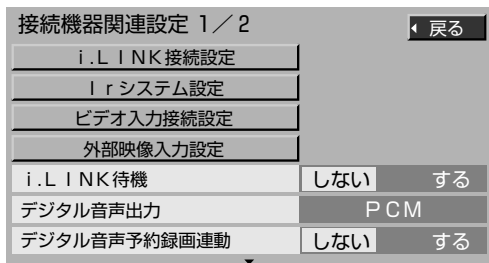 接続機器関連設定 1／2
戻る
ｉ.ＬＩＮＫ接続設定
Ｉｒシステム設定
ビデオ入力接続設定
外部映像入力設定
ｉ.ＬＩＮＫ待機 しない する
デジタル音声出力 ＰＣＭ
デジタル音声予約録画連動 しない する